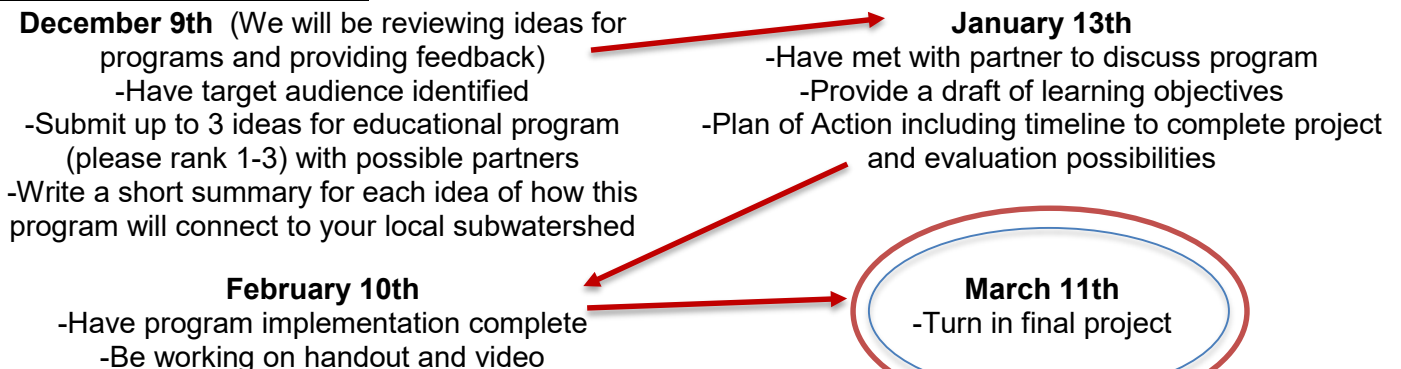 December 9th  (We will be reviewing ideas for
programs and providing feedback)
-Have target audience identified
-Submit up to 3 ideas for educational program
(please rank 1-3) with possible partners
-Write a short summary for each idea of how this
program will connect to your local subwatershed
January 13th
-Have met with partner to discuss program
-Provide a draft of learning objectives
-Plan of Action including timeline to complete project
and evaluation possibilities
February 10th
-Have program implementation complete
-Be working on handout and video
March 11th
-Turn in final project